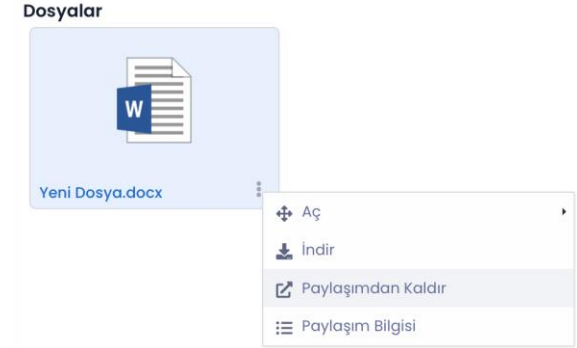 Dosyalar
W
Yeni Dosya.docx
Aç
İndir
Paylaşımdan Kaldır
Paylaşım Bilgisi